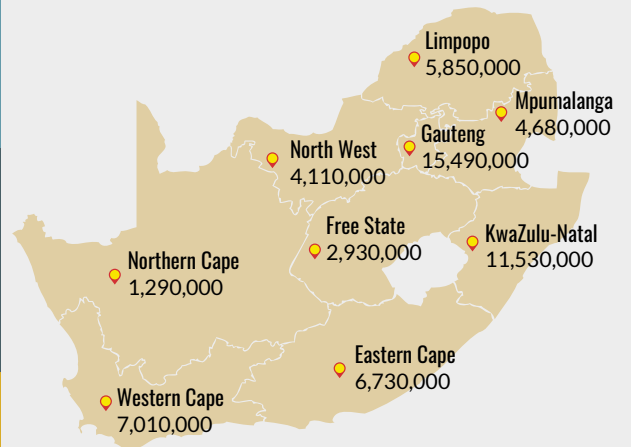 Limpopo
5,850,000
Mpumalanga
4,680,000
Gauteng
15,490,000
North West
4,110,000
Free State
2,930,000
KwaZulu-Natal
11,530,000
Northern Cape
1,290,000
Eastern Cape
6,730,000
Western Cape
7,010,000